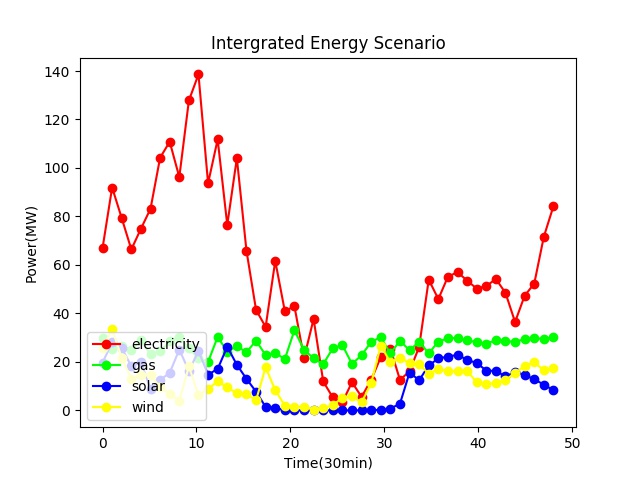 Intergrated Energy Scenario
Power(MW)
140
120
100
80
60
40
20
0
electricity
gas
solar
wind
0 10 20 30 40 50
Time(30min)